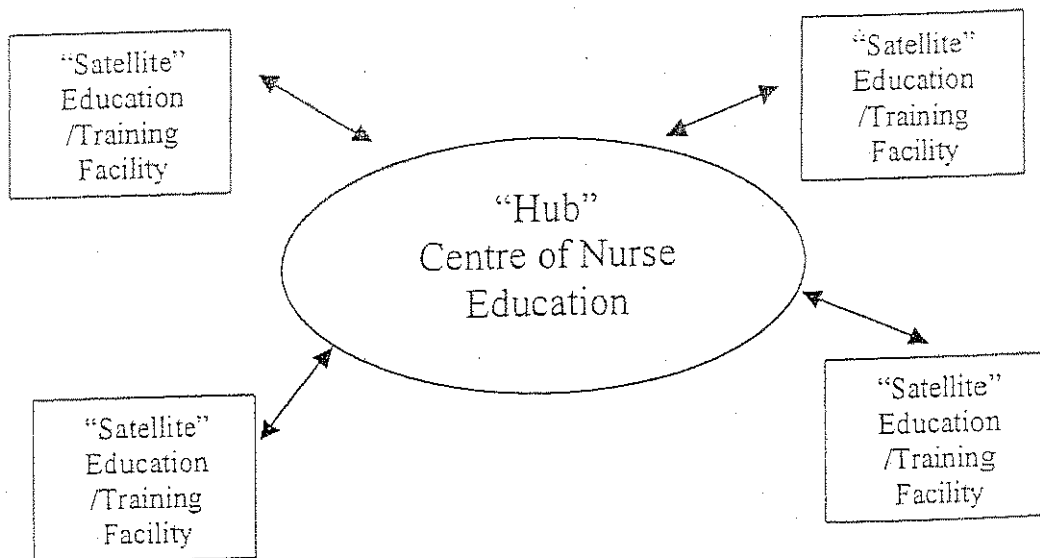 “Satellite”
Education
/Training
Facility
“Satellite”
Education
/Training
Facility
“Hub”
Centre of Nurse
Education
“Satellite”
Education
/Training
Facility
“Satellite”
Education
/Training
Facility